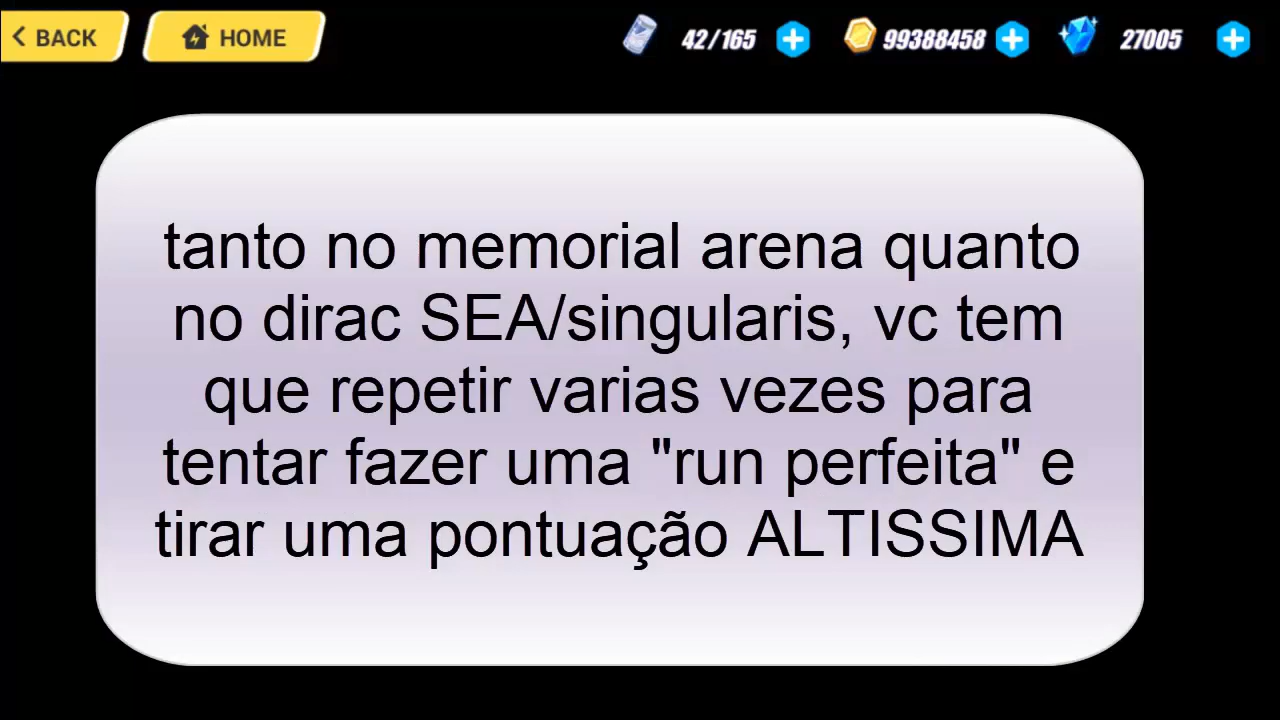 BACK HOME 42/165 99388458 27005
tanto no memorial arena quanto
no dirac SEA/singularis, vc tem
que repetir varias vezes para
tentar fazer uma "run perfeita" e
tirar uma pontuação ALTISSIMA